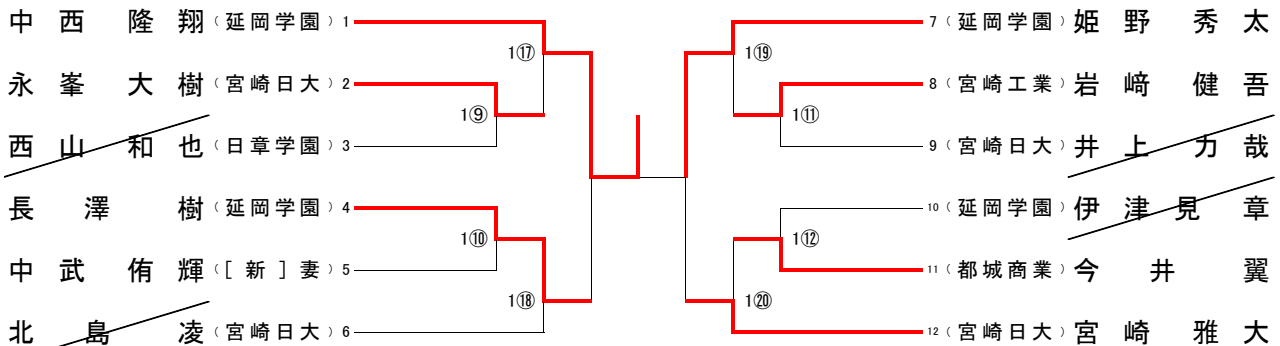 中西隆翔（延岡学園）1
1⑰
永峯大樹（宮崎日大）2
1⑨
西山和也（日章学園）3
長澤樹（延岡学園）4
1⑩
中武侑輝（［新］妻）5
1⑱
北島凌（宮崎日大）6
7（延岡学園）姫野秀太
1⑲
8（宮崎工業）岩﨑健吾
1⑪
9（宮崎日大）井上力哉
10（延岡学園）伊津見章
1⑫
11（都城商業）今井翼
1⑳
12（宮崎日大）宮崎雅大